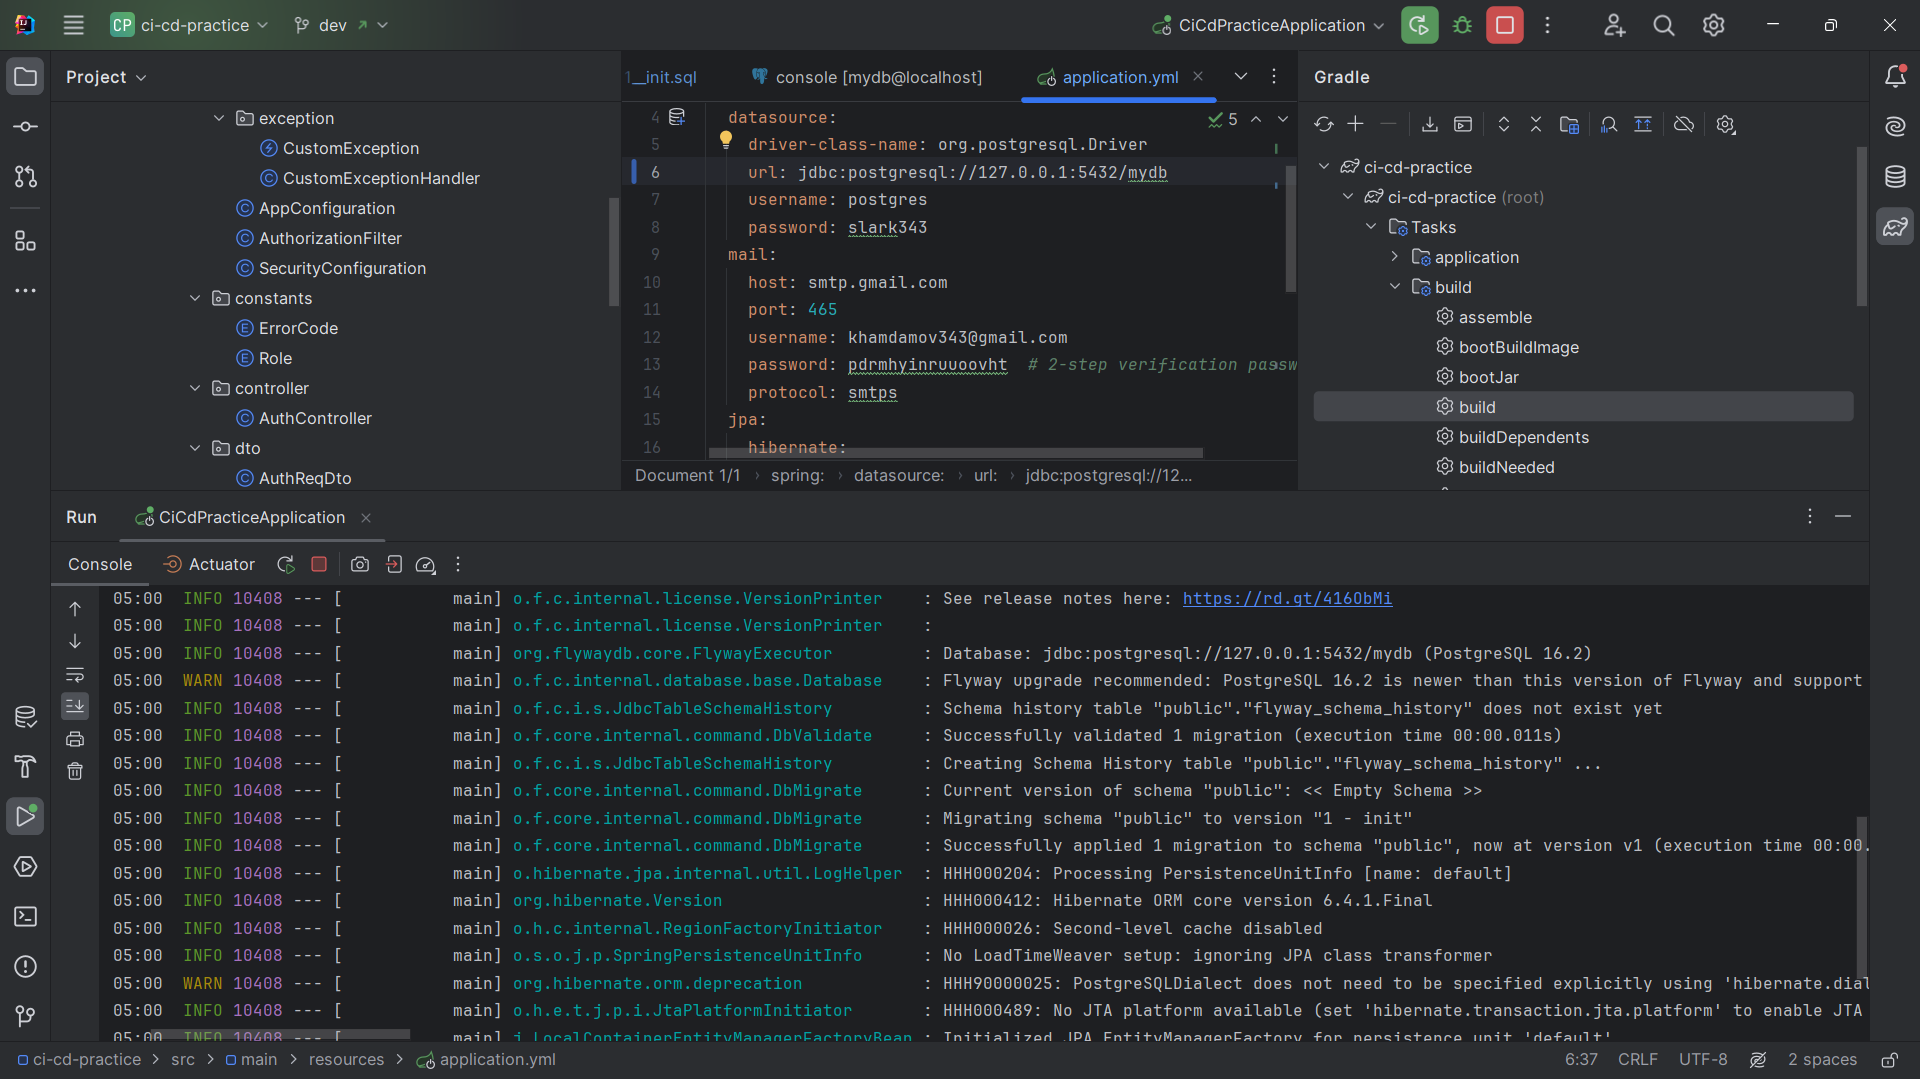 CP ci-cd-practice dev CiCdPracticeApplication
Project
exception
CustomException
CustomExceptionHandler
AppConfiguration
AuthorizationFilter
SecurityConfiguration
constants
ErrorCode
Role
controller
AuthController
dto
AuthReqDto
1__init.sql console [mydb@localhost] application.yml
5
4 datasource:
5 driver-class-name: org.postgresql.Driver
6 url: jdbc:postgresql://127.0.0.1:5432/mydb
7 username: postgres
8 password: slark343
9 mail:
10 host: smtp.gmail.com
11 port: 465
12 username: khamdamov343@gmail.com
13 password: pdrmhyinruuoovht # 2-step verification passw
14 protocol: smtps
15 jpa:
16 hibernate:
Document 1/1 › spring: › datasource: › url: › jdbc:postgresql://12...
Gradle
ci-cd-practice
ci-cd-practice (root)
Tasks
application
build
assemble
bootBuildImage
bootJar
build
buildDependents
buildNeeded
Run CiCdPracticeApplication
Console Actuator
05:00 INFO 10408 --- [ main] o.f.c.internal.license.VersionPrinter : See release notes here: https://rd.gt/416ObMi
05:00 INFO 10408 --- [ main] o.f.c.internal.license.VersionPrinter :
05:00 INFO 10408 --- [ main] org.flywaydb.core.FlywayExecutor : Database: jdbc:postgresql://127.0.0.1:5432/mydb (PostgreSQL 16.2)
05:00 WARN 10408 --- [ main] o.f.c.internal.database.base.Database : Flyway upgrade recommended: PostgreSQL 16.2 is newer than this version of Flyway and support
05:00 INFO 10408 --- [ main] o.f.c.i.s.JdbcTableSchemaHistory : Schema history table "public"."flyway_schema_history" does not exist yet
05:00 INFO 10408 --- [ main] o.f.core.internal.command.DbValidate : Successfully validated 1 migration (execution time 00:00.011s)
05:00 INFO 10408 --- [ main] o.f.c.i.s.JdbcTableSchemaHistory : Creating Schema History table "public"."flyway_schema_history" ...
05:00 INFO 10408 --- [ main] o.f.core.internal.command.DbMigrate : Current version of schema "public": << Empty Schema >>
05:00 INFO 10408 --- [ main] o.f.core.internal.command.DbMigrate : Migrating schema "public" to version "1 - init"
05:00 INFO 10408 --- [ main] o.f.core.internal.command.DbMigrate : Successfully applied 1 migration to schema "public", now at version v1 (execution time 00:00.
05:00 INFO 10408 --- [ main] o.hibernate.jpa.internal.util.LogHelper : HHH000204: Processing PersistenceUnitInfo [name: default]
05:00 INFO 10408 --- [ main] org.hibernate.Version : HHH000412: Hibernate ORM core version 6.4.1.Final
05:00 INFO 10408 --- [ main] o.h.c.internal.RegionFactoryInitiator : HHH000026: Second-level cache disabled
05:00 INFO 10408 --- [ main] o.s.o.j.p.SpringPersistenceUnitInfo : No LoadTimeWeaver setup: ignoring JPA class transformer
05:00 WARN 10408 --- [ main] org.hibernate.orm.deprecation : HHH90000025: PostgreSQLDialect does not need to be specified explicitly using 'hibernate.dial
05:00 INFO 10408 --- [ main] o.h.e.t.j.p.i.JtaPlatformInitiator : HHH000489: No JTA platform available (set 'hibernate.transaction.jta.platform' to enable JTA
05:00 INFO 10408 --- [ main] j.LocalContainerEntityManagerFactoryBean : Initialized JPA EntityManagerFactory for persistence unit 'default'
ci-cd-practice > src > main > resources > application.yml 6:37 CRLF UTF-8 2 spaces